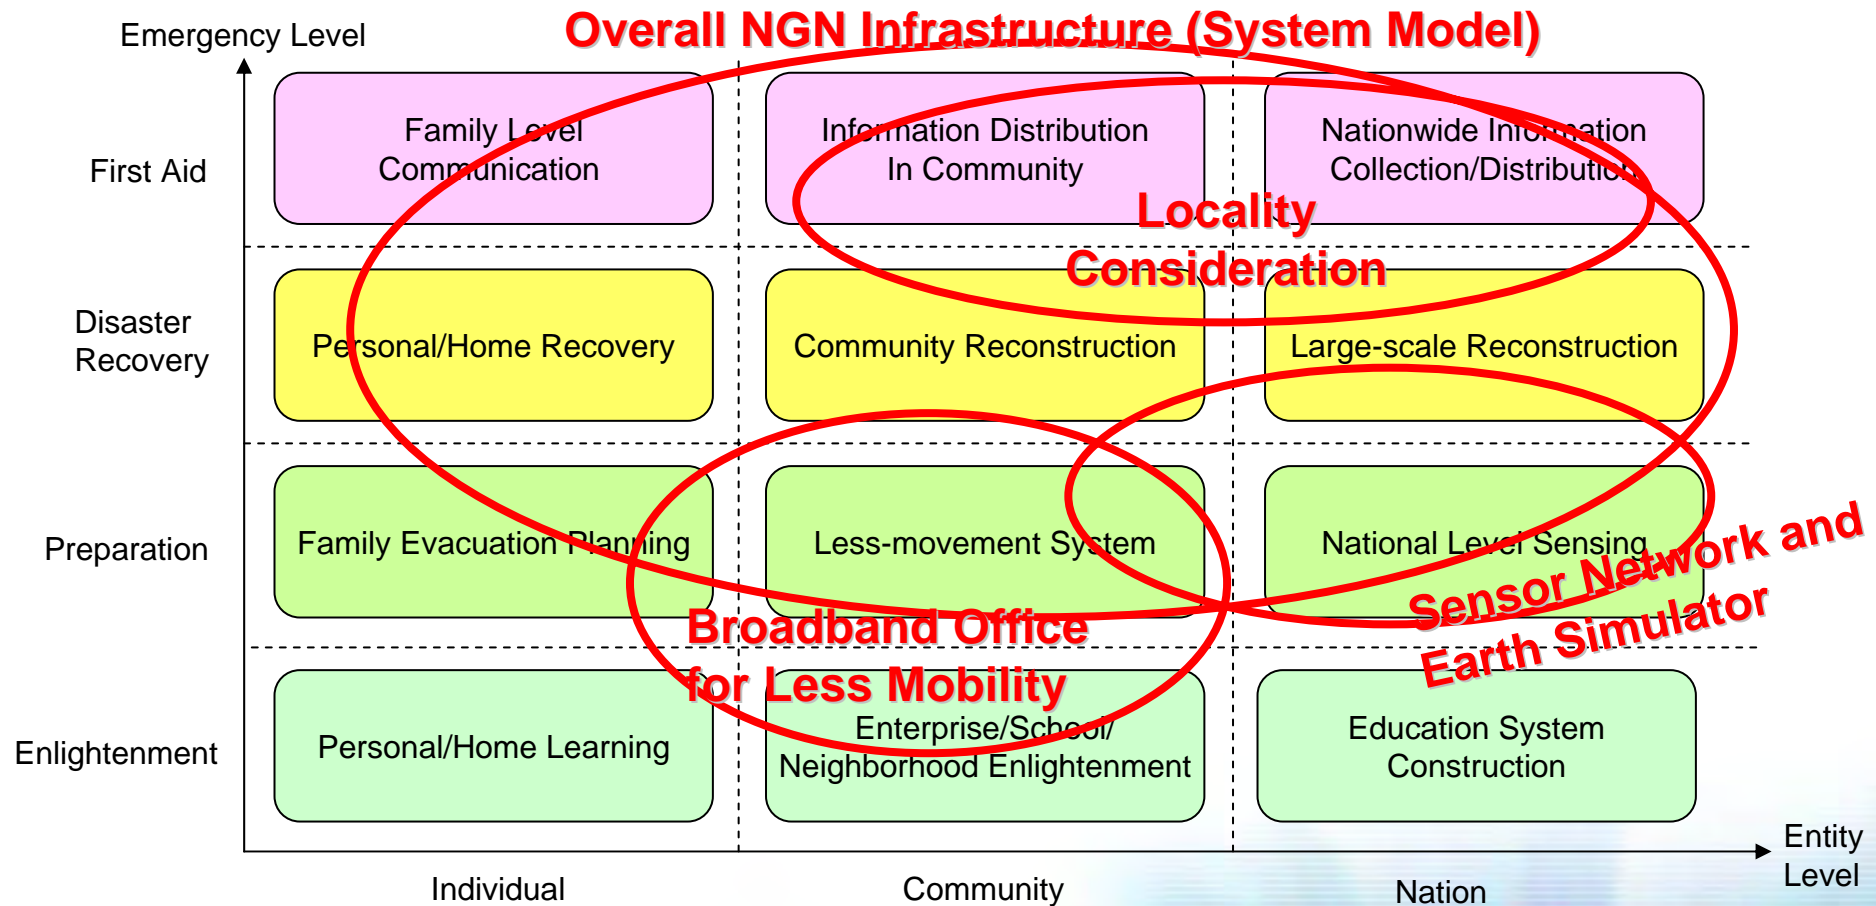 Overall NGN Infrastructure (System Model)
Emergency Level
First Aid
Family Level
Communication
Information Distribution
In Community
Nationwide Information
Collection/Distribution
Locality
Consideration
Disaster
Recovery
Personal/Home Recovery
Community Reconstruction
Large-scale Reconstruction
Preparation
Family Evacuation Planning
Less-movement System
National Level Sensing
Sensor Network and
Earth Simulator
Broadband Office
for Less Mobility
Enlightenment
Personal/Home Learning
Enterprise/School/
Neighborhood Enlightenment
Education System
Construction
Entity
Level
Individual
Community
Nation